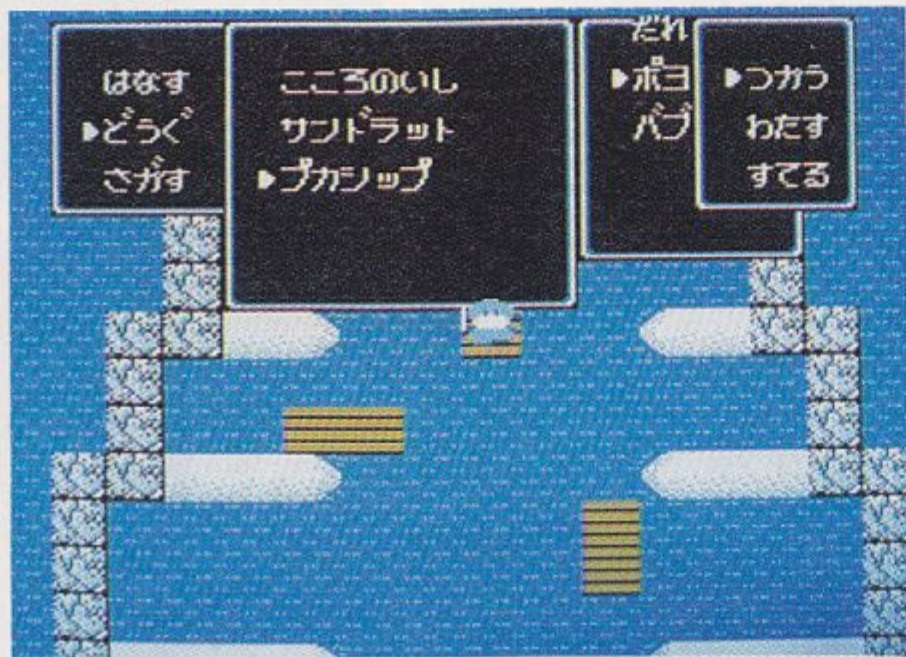 はなす
▶どうぐ
さがす
こころのいし
サンドラット
▶プカシップ
だれ
▶ポヨ
バブ
▶つかう
わたす
すてる